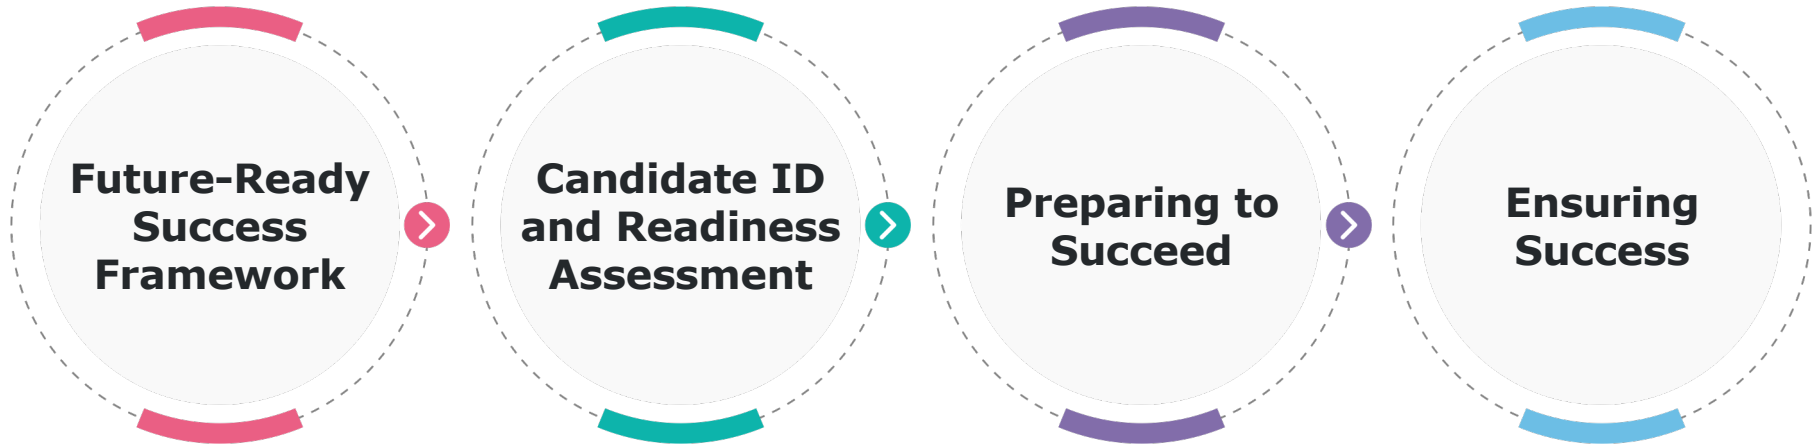 Future-Ready
Success
Framework
Candidate ID
and Readiness
Assessment
Preparing to
Succeed
Ensuring
Success